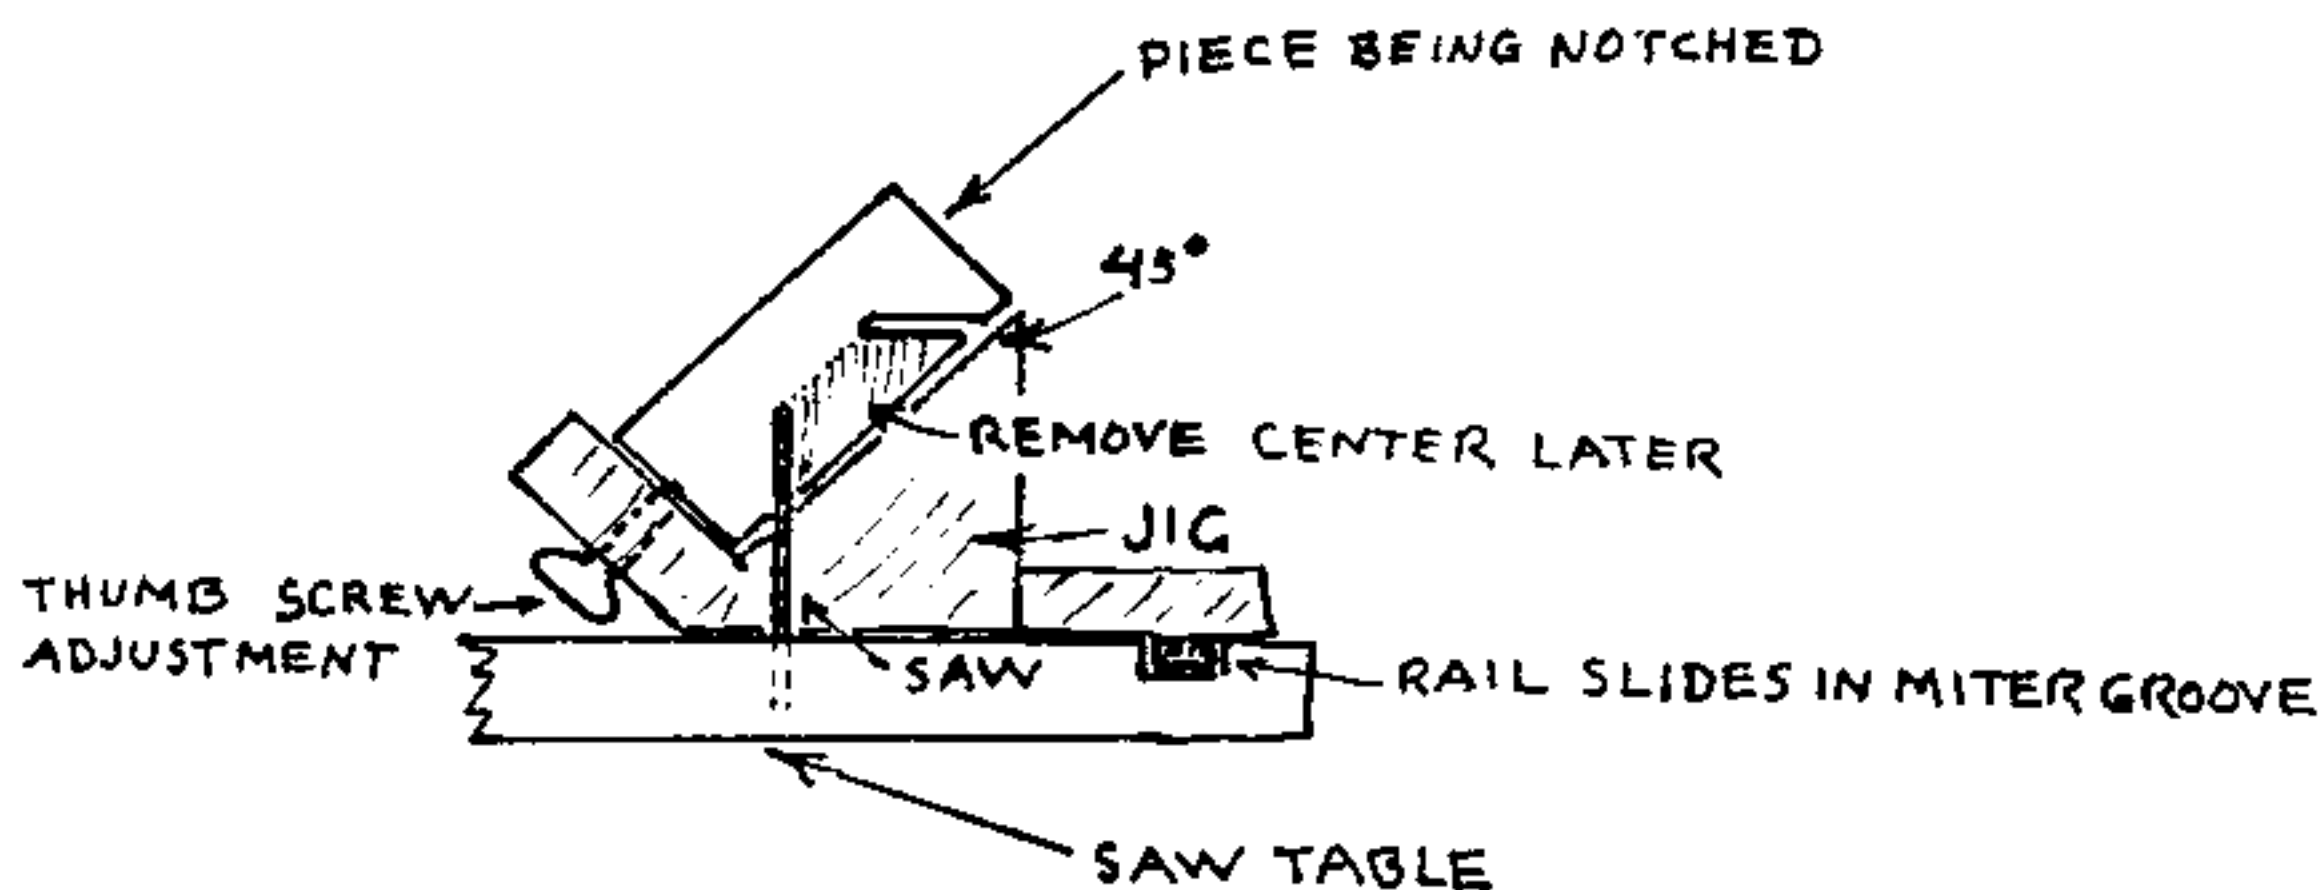 PIECE BEING NOTCHED
45°
REMOVE CENTER LATER
JIG
THUMB SCREW
ADJUSTMENT
SAW
RAIL SLIDES IN MITER GROOVE
SAW TABLE